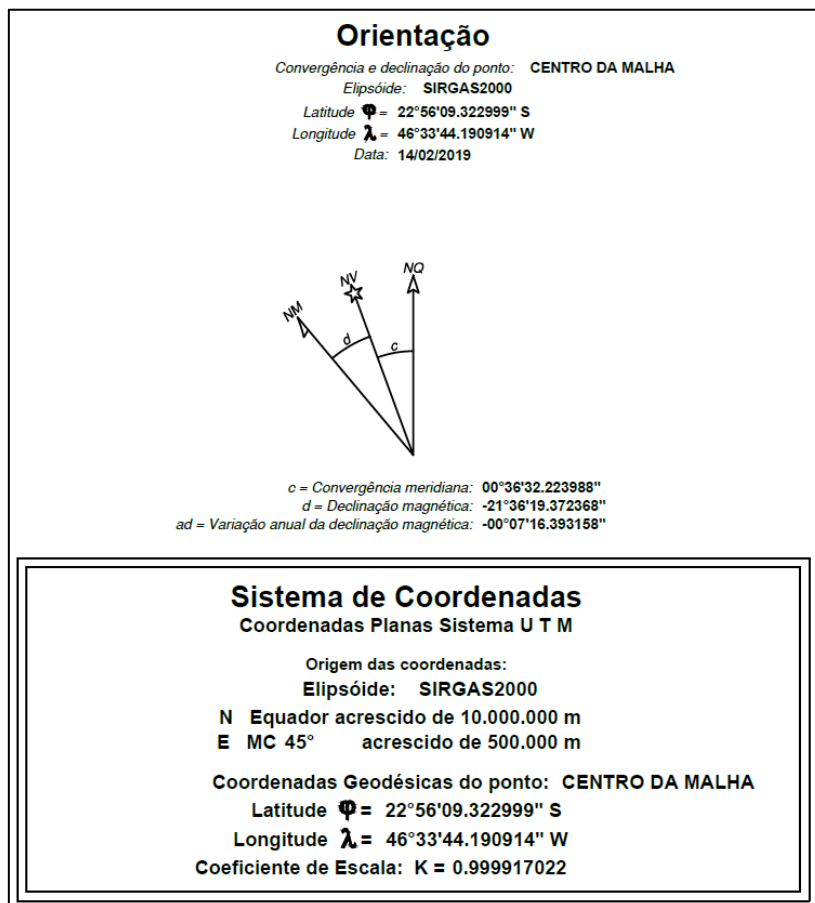 Orientação
Convergência e declinação do ponto: CENTRO DA MALHA
Elipsóide: SIRGAS2000
Latitude φ = 22°56'09.322999" S
Longitude λ = 46°33'44.190914" W
Data: 14/02/2019
NQ
NV
NM
d
c
c = Convergência meridiana: 00°36'32.223988"
d = Declinação magnética: -21°36'19.372368"
ad = Variação anual da declinação magnética: -00°07'16.393158"
Sistema de Coordenadas
Coordenadas Planas Sistema U T M
Origem das coordenadas:
Elipsóide: SIRGAS2000
N Equador acrescido de 10.000.000 m
E MC 45° acrescido de 500.000 m
Coordenadas Geodésicas do ponto: CENTRO DA MALHA
Latitude φ = 22°56'09.322999" S
Longitude λ = 46°33'44.190914" W
Coeficiente de Escala: K = 0.999917022